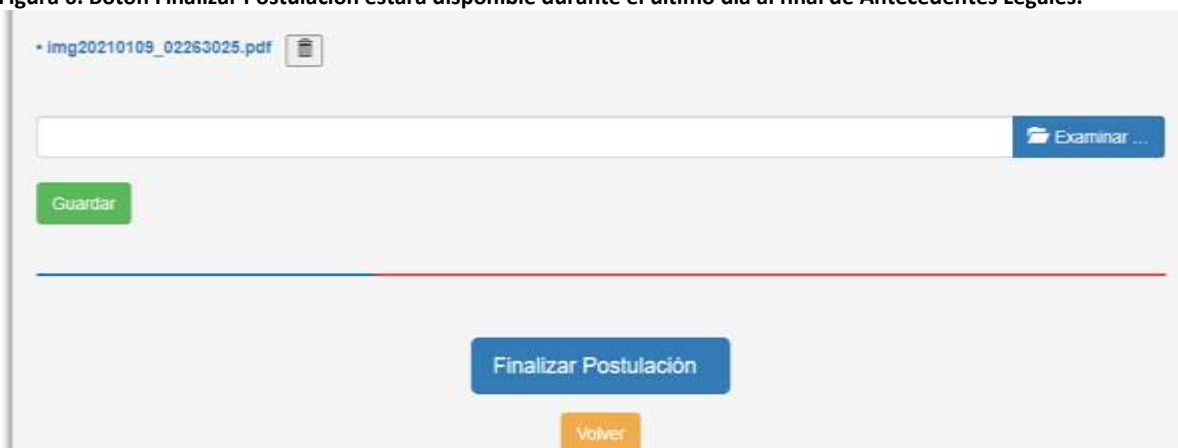 Figura 6. Botón Finalizar Postulación estará disponible durante el último día al final de Antecedentes Legales.
• img20210109_02263025.pdf
Examinar ...
Guardar
Finalizar Postulación
Volver